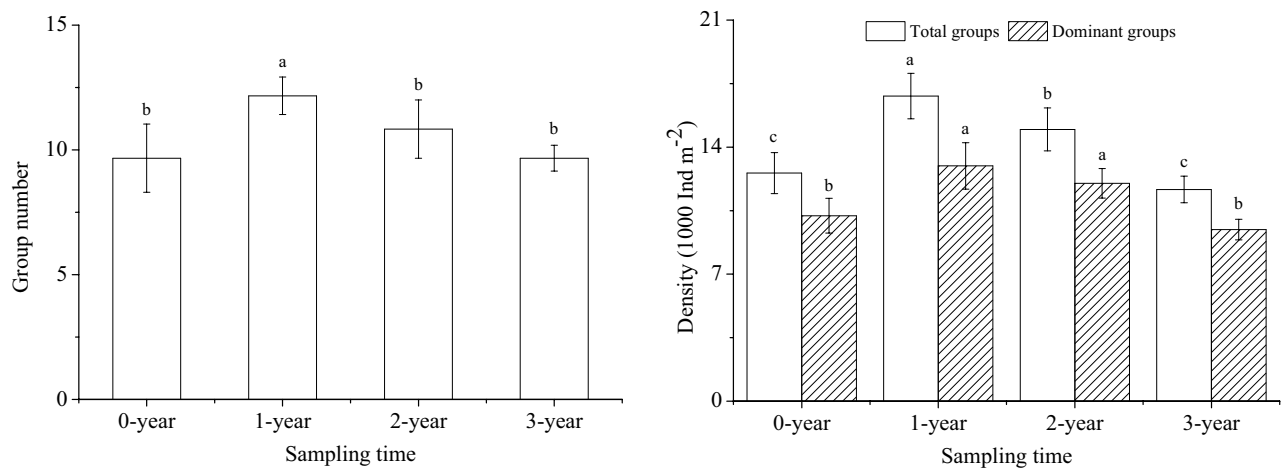 15
10
5
0
Group number
b
a
b
b
0-year
1-year
2-year
3-year
Sampling time
21
14
7
0
Density (1000 Ind m⁻²)
Total groups
Dominant groups
c
b
a
a
b
a
c
b
0-year
1-year
2-year
3-year
Sampling time